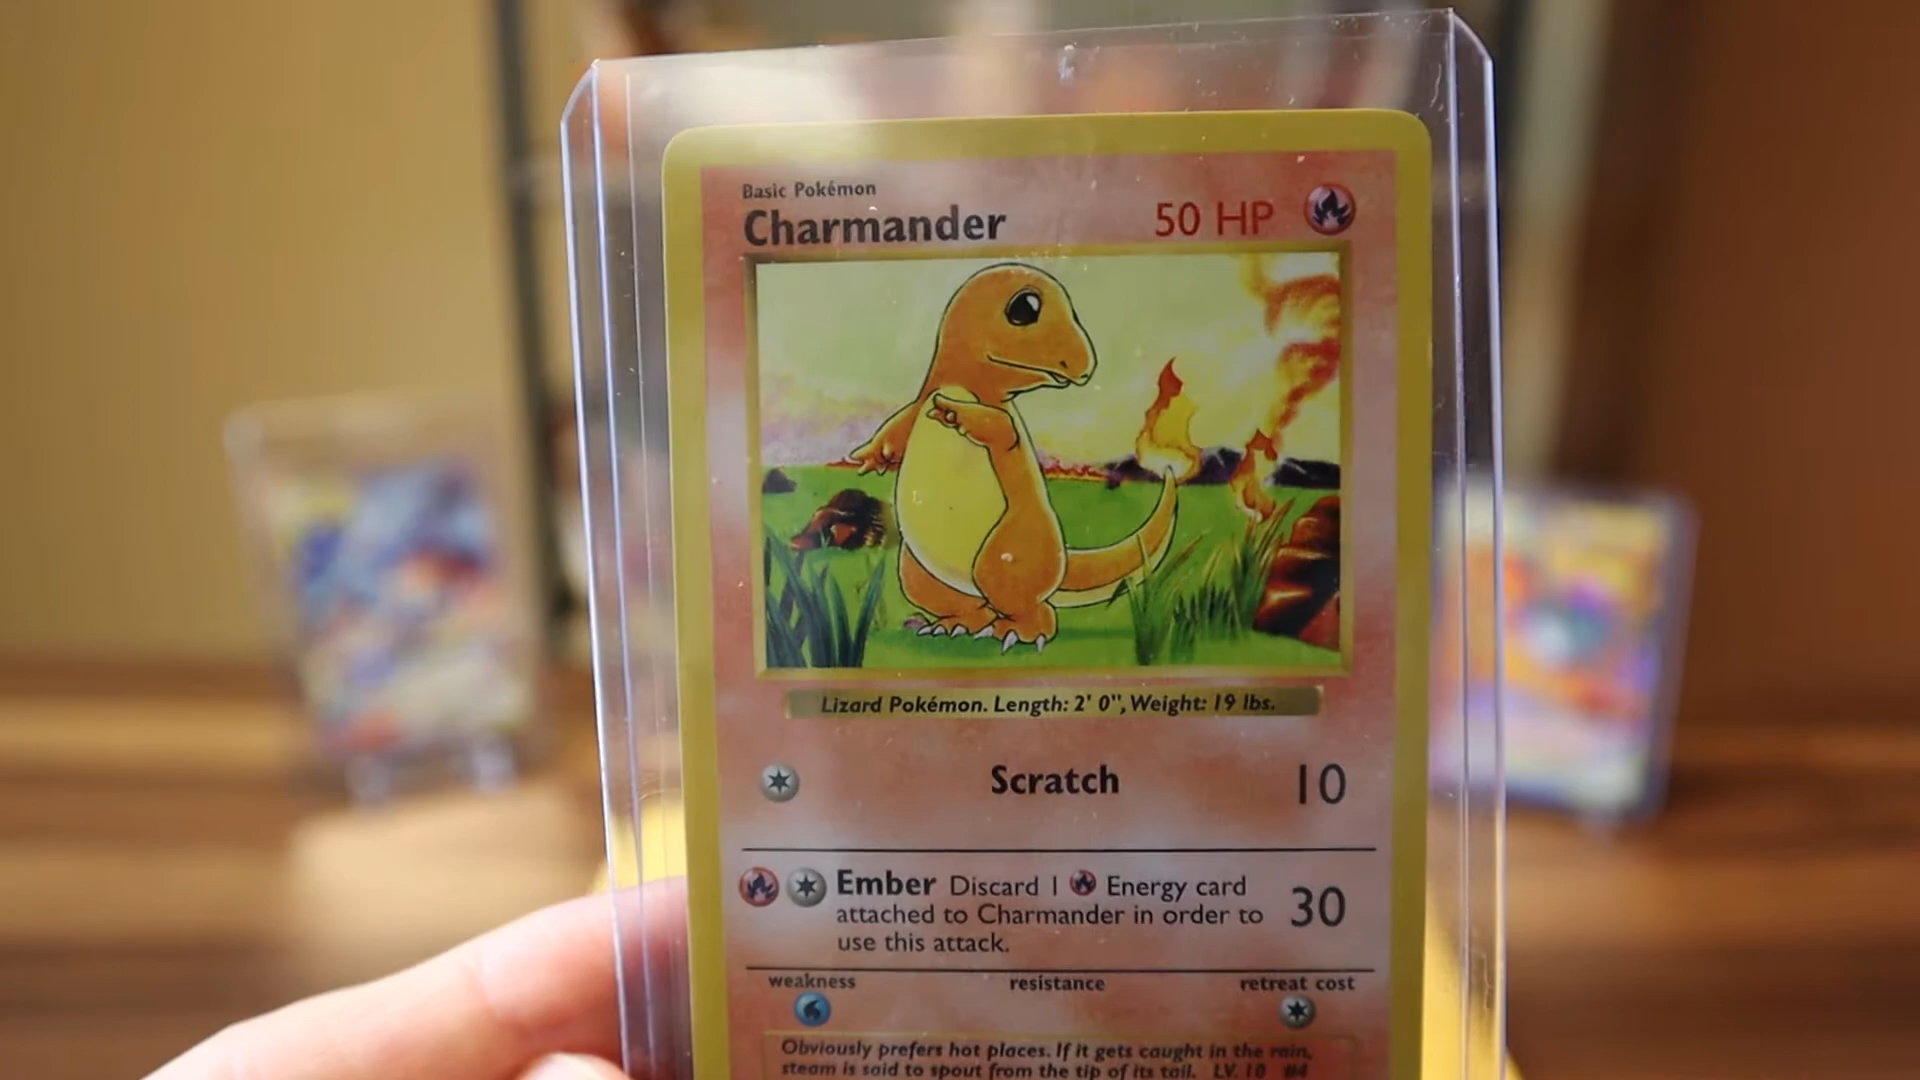 Basic Pokémon
Charmander 50 HP
Lizard Pokémon. Length: 2' 0", Weight: 19 lbs.
Scratch 10
Ember Discard 1 Energy card
attached to Charmander in order to
use this attack.
30
weakness resistance retreat cost
Obviously prefers hot places. If it gets caught in the rain,
steam is said to spout from the tip of its tail. LV. 10 #4